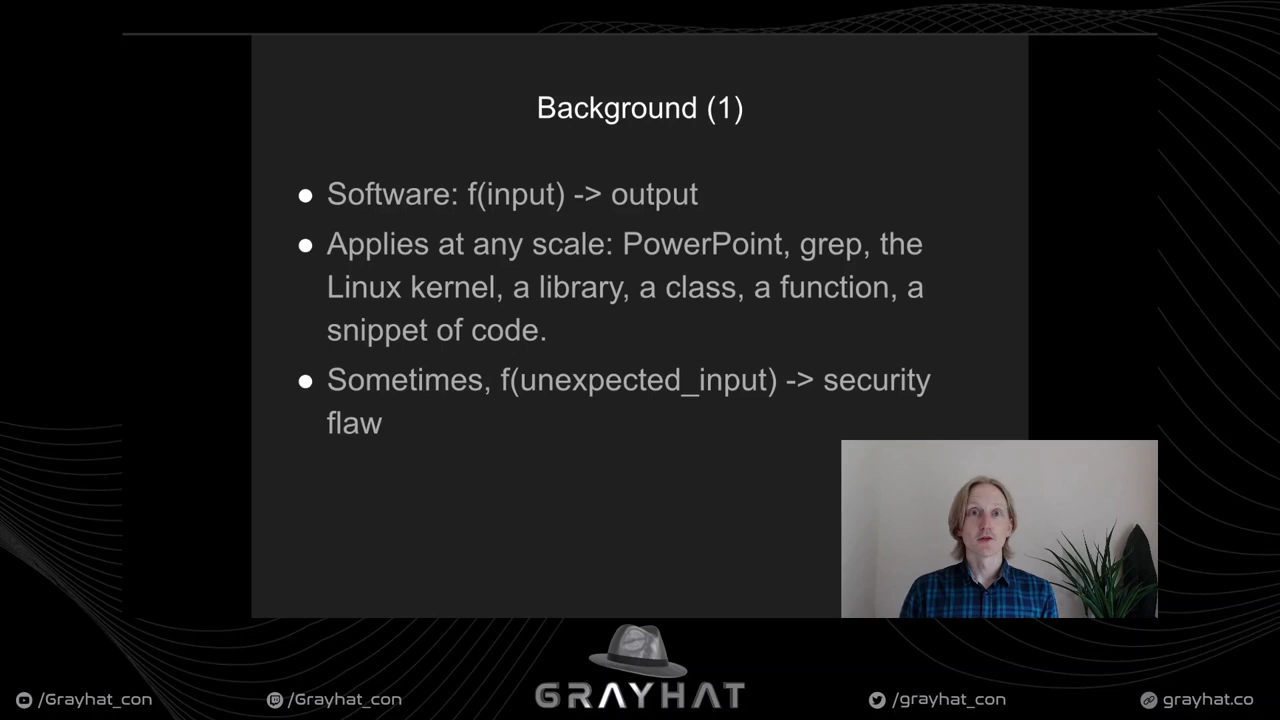 Background (1)
● Software: f(input) -> output
● Applies at any scale: PowerPoint, grep, the
Linux kernel, a library, a class, a function, a
snippet of code.
● Sometimes, f(unexpected_input) -> security
flaw
GRAYHAT
/Grayhat_con
/Grayhat_con
/grayhat_con
grayhat.co